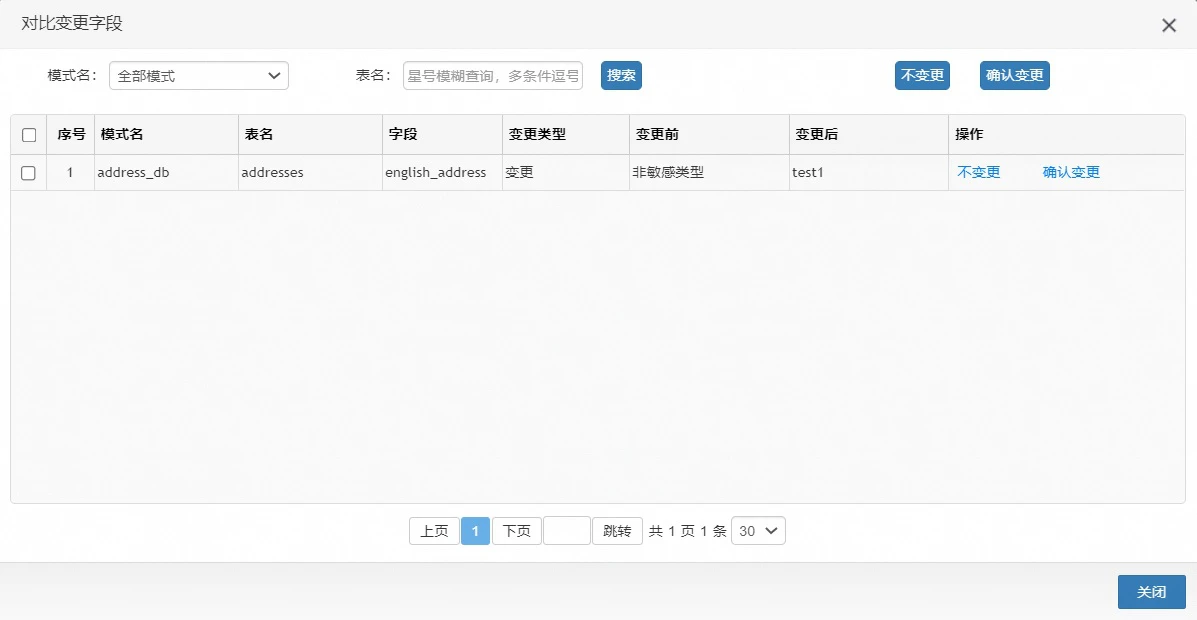 对比变更字段
模式名： 全部模式 表名： 星号模糊查询，多条件逗号 搜索 不变更 确认变更
序号 模式名 表名 字段 变更类型 变更前 变更后 操作
1 address_db addresses english_address 变更 非敏感类型 test1 不变更 确认变更
上页 1 下页 跳转 共 1 页 1 条 30
关闭